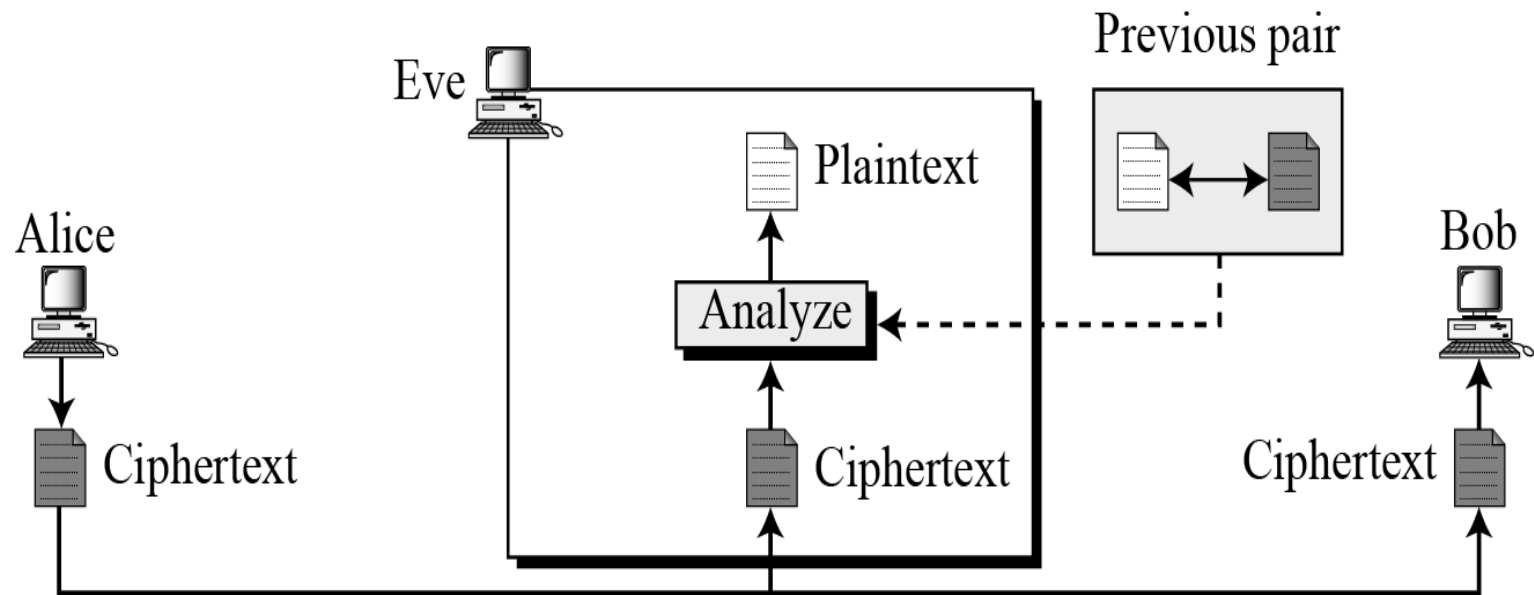 Previous pair
Eve
Plaintext
Alice
Bob
Analyze
Ciphertext
Ciphertext
Ciphertext